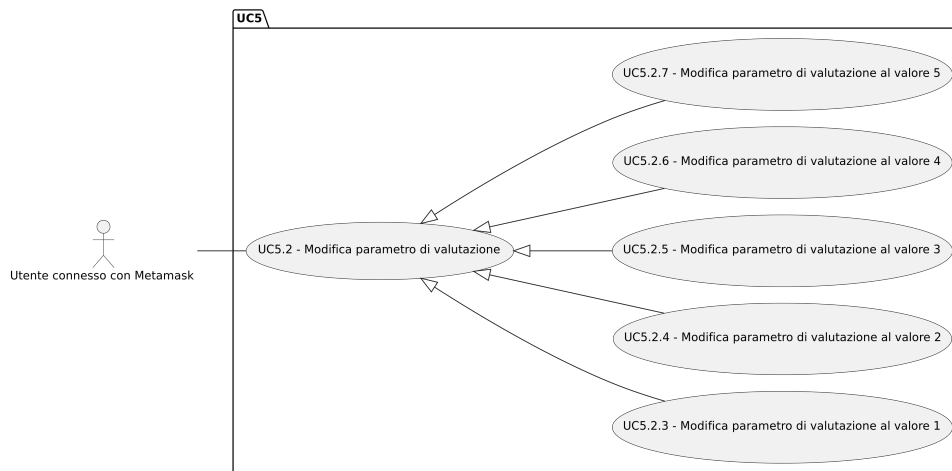 UC5
UC5.2.7 - Modifica parametro di valutazione al valore 5
UC5.2.6 - Modifica parametro di valutazione al valore 4
UC5.2 - Modifica parametro di valutazione
UC5.2.5 - Modifica parametro di valutazione al valore 3
Utente connesso con Metamask
UC5.2.4 - Modifica parametro di valutazione al valore 2
UC5.2.3 - Modifica parametro di valutazione al valore 1